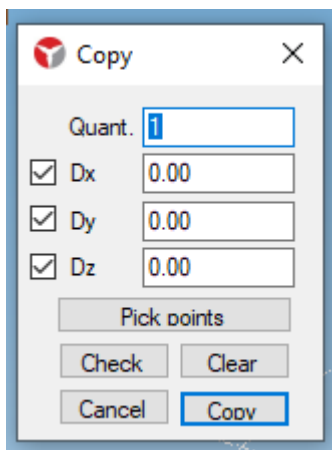 Copy
Quant. 1
Dx 0.00
Dy 0.00
Dz 0.00
Pick points
Check Clear
Cancel Copy